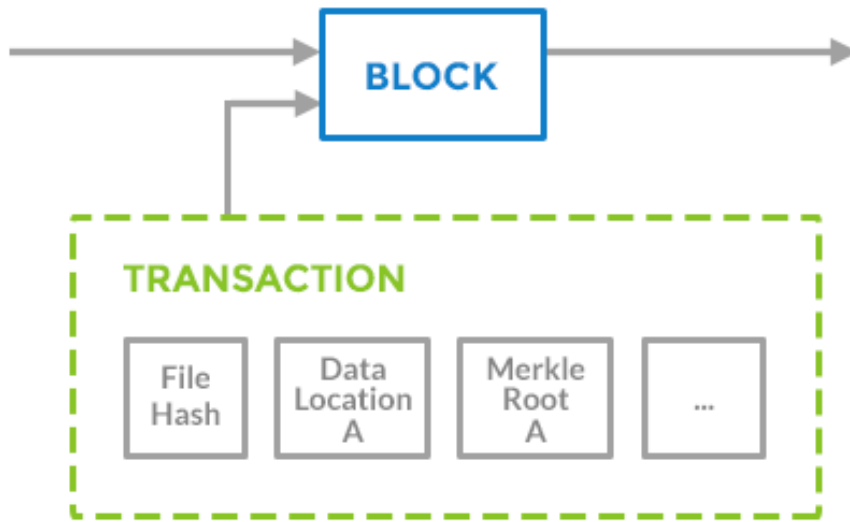 BLOCK
TRANSACTION
File
Hash
Data
Location
A
Merkle
Root
A
...